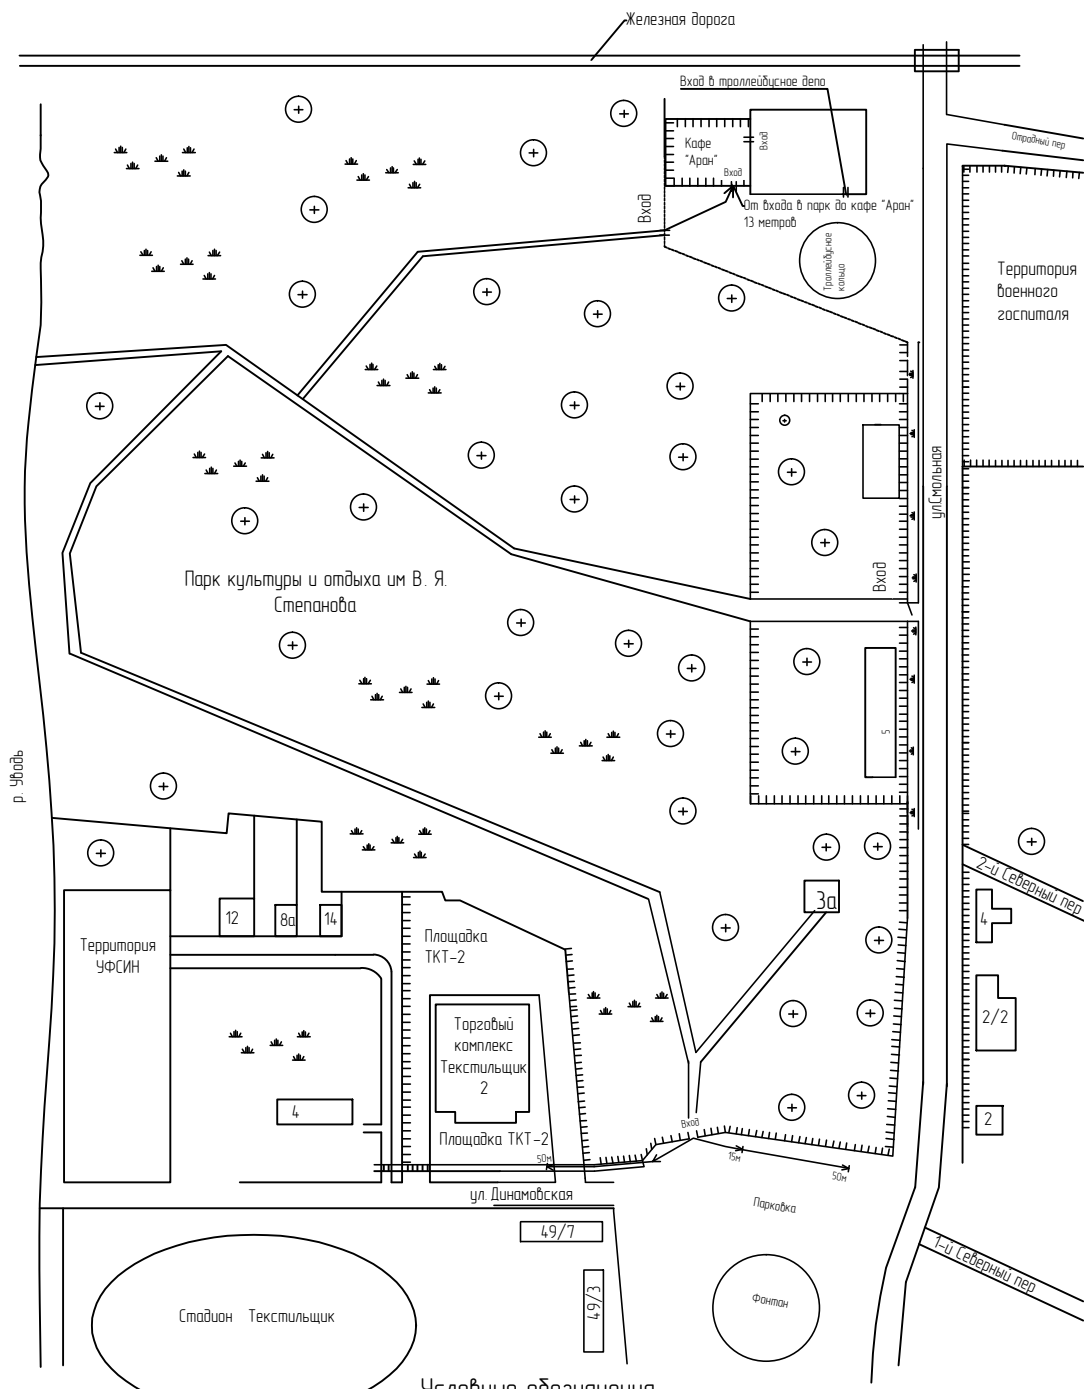 Железная дорога
Вход в троллейбусное депо
Отрадный пер
Кафе
"Аран"
Вход
Вход
Вход
От входа в парк до кафе "Аран"
13 метров
Троллейбусное
кольцо
Территория
военного
госпиталя
ул.Смольная
Вход
Парк культуры и отдыха им В. Я.
Степанова
5
р. Уводь
2-й Северный пер
3а
4
12
8а
14
Площадка
ТКТ-2
Территория
УФСИН
2/2
Торговый
комплекс
Текстильщик
2
4
2
Вход
Площадка ТКТ-2
50м
15м
50м
ул. Динамовская
Парковка
49/7
1-й Северный пер
49/3
Фонтан
Стадион Текстильщик
Условные обозначения